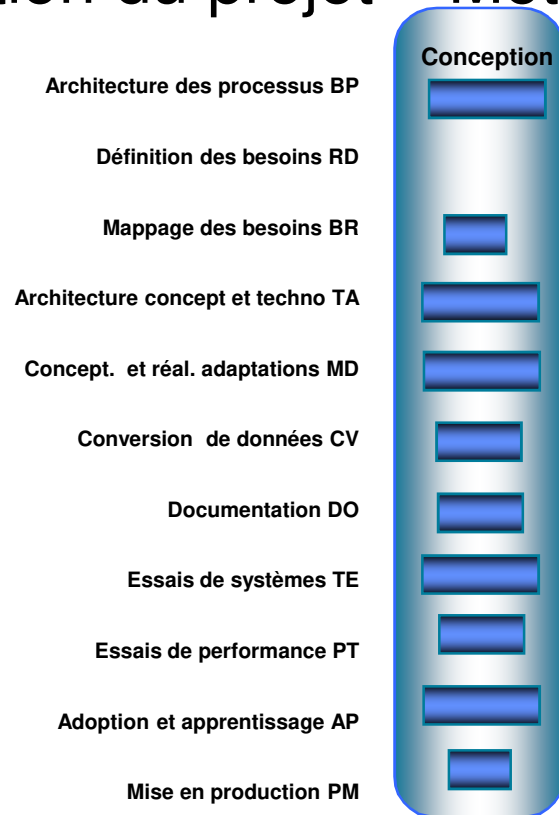 du projet
Conception
Architecture des processus BP
Définition des besoins RD
Mappage des besoins BR
Architecture concept et techno TA
Concept. et réal. adaptations MD
Conversion de données CV
Documentation DO
Essais de systèmes TE
Essais de performance PT
Adoption et apprentissage AP
Mise en production PM